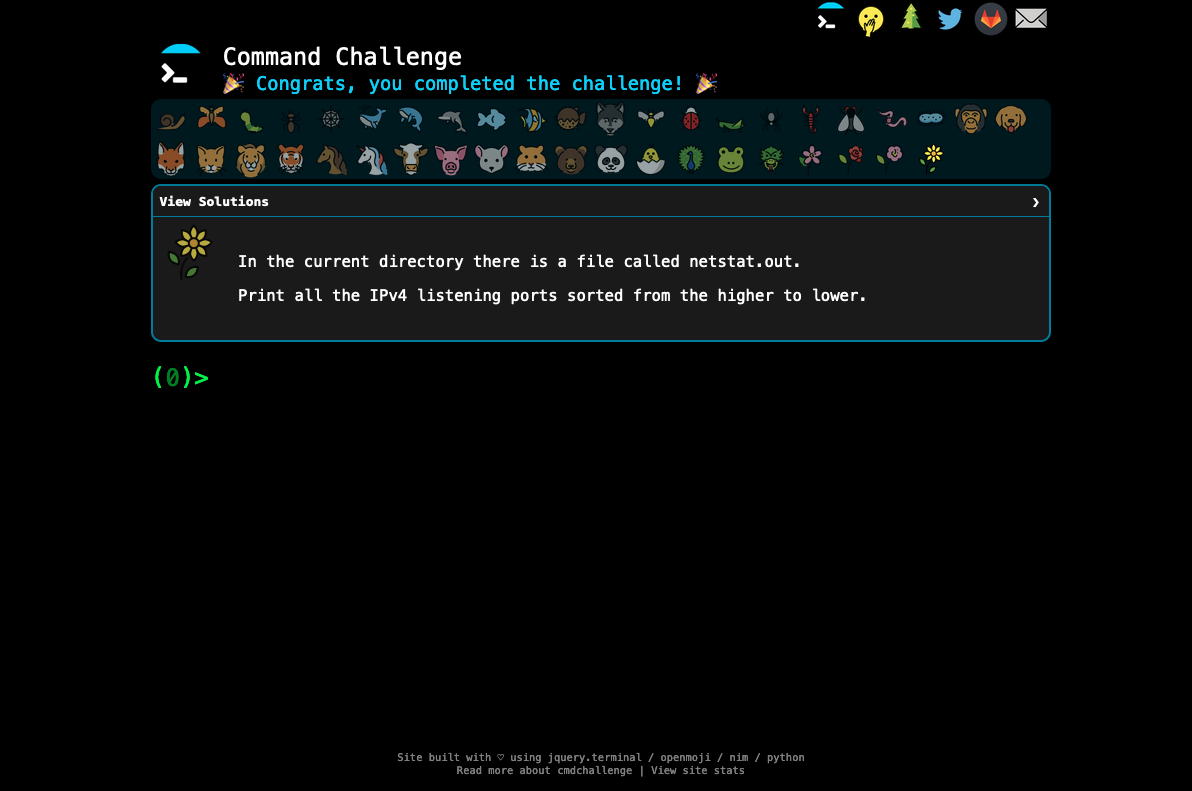 Command Challenge
🎉 Congrats, you completed the challenge! 🎉
View Solutions ❯
In the current directory there is a file called netstat.out.
Print all the IPv4 listening ports sorted from the higher to lower.
(0)>
Site built with ♡ using jquery.terminal / openmoji / nim / python
Read more about cmdchallenge | View site stats